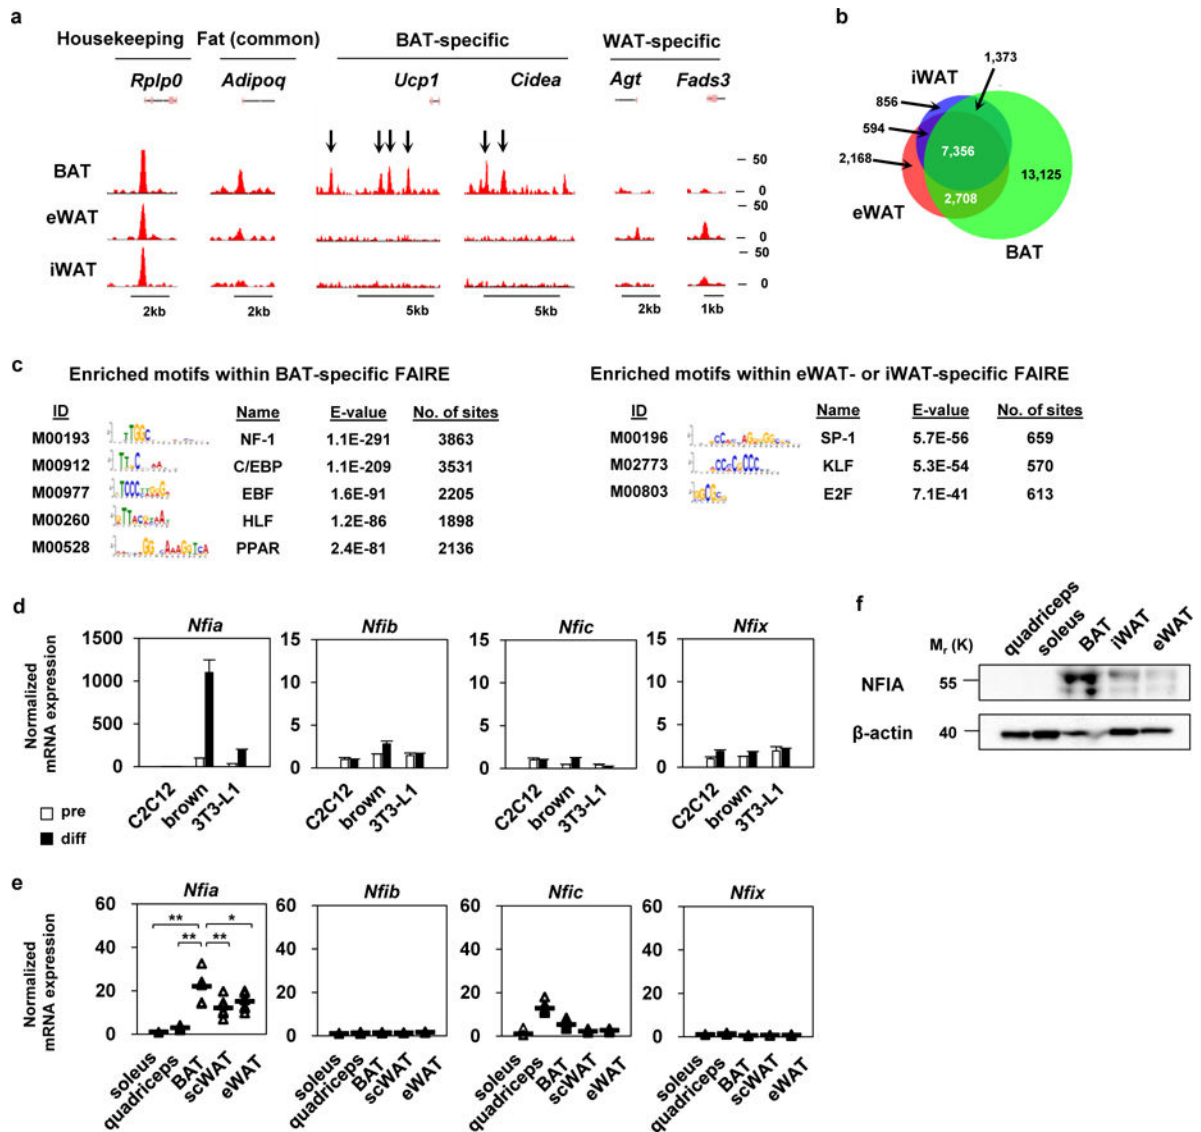 a
Housekeeping Fat (common) BAT-specific WAT-specific
Rplp0 Adipoq Ucp1 Cidea Agt Fads3
BAT
50
0
eWAT
50
0
iWAT
50
0
2kb 2kb 5kb 5kb 2kb 1kb
b
1,373
iWAT
856
594
7,356
2,168
13,125
2,708
eWAT
BAT
c
Enriched motifs within BAT-specific FAIRE
ID Name E-value No. of sites
M00193 NF-1 1.1E-291 3863
M00912 C/EBP 1.1E-209 3531
M00977 EBF 1.6E-91 2205
M00260 HLF 1.2E-86 1898
M00528 PPAR 2.4E-81 2136
Enriched motifs within eWAT- or iWAT-specific FAIRE
ID Name E-value No. of sites
M00196 SP-1 5.7E-56 659
M02773 KLF 5.3E-54 570
M00803 E2F 7.1E-41 613
d
Nfia Nfib Nfic Nfix
Normalized
mRNA expression
1500 15 15 15
1000 10 10 10
500 5 5 5
0 0 0 0
C2C12 brown 3T3-L1 C2C12 brown 3T3-L1 C2C12 brown 3T3-L1 C2C12 brown 3T3-L1
pre
diff
e
Nfia Nfib Nfic Nfix
Normalized
mRNA expression
60 60 60 60
40 40 40 40
20 20 20 20
0 0 0 0
** *
** **
soleus quadriceps BAT scWAT eWAT soleus quadriceps BAT scWAT eWAT soleus quadriceps BAT scWAT eWAT soleus quadriceps BAT scWAT eWAT
f
quadriceps soleus BAT iWAT eWAT
Mr (K)
NFIA 55
β-actin 40